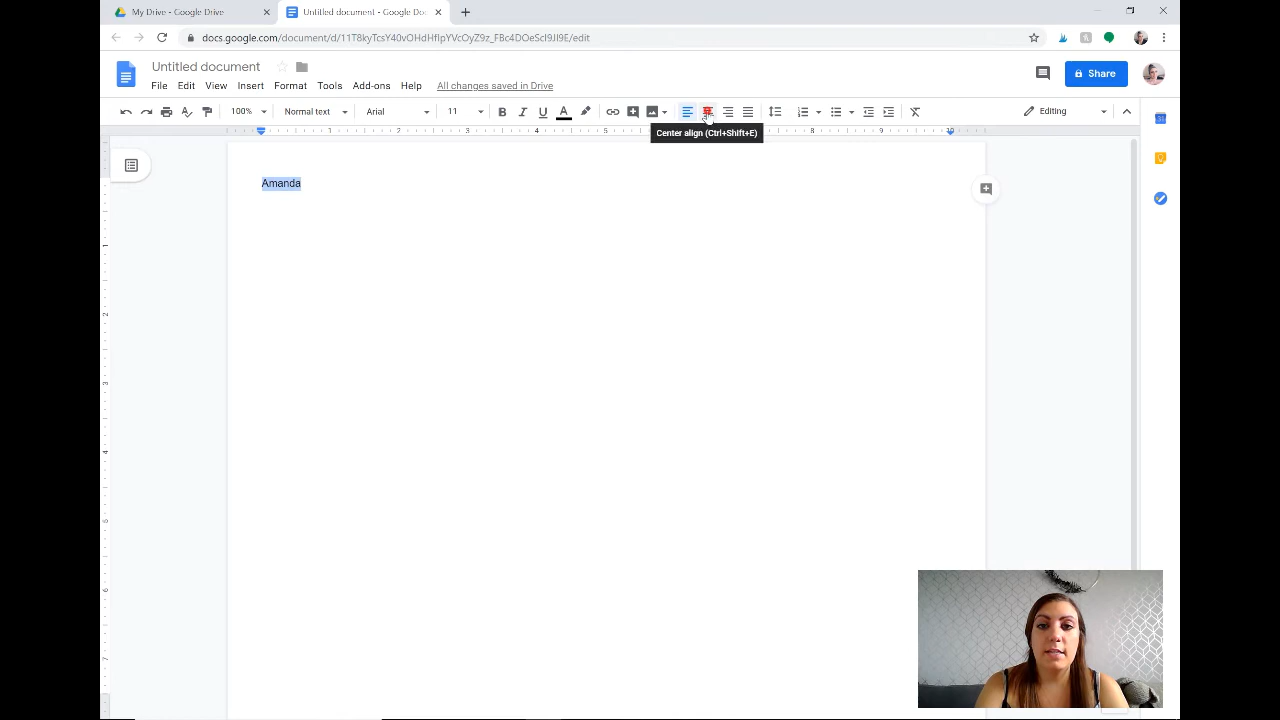 My Drive - Google Drive
Untitled document - Google Do
docs.google.com/document/d/11T8kyTcsY40vOHdHfIpYVcOyZ9z_FBc4DOeScf9JI9E/edit
Untitled document
File Edit View Insert Format Tools Add-ons Help All changes saved in Drive
Share
100% Normal text Arial 11 B I U A Editing
Center align (Ctrl+Shift+E)
Amanda